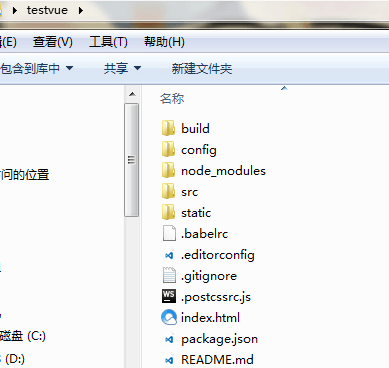 testvue
(E) 查看(V) 工具(T) 帮助(H)
包含到库中 共享 新建文件夹
名称
build
config
node_modules
问的位置
src
static
.babelrc
.editorconfig
.gitignore
.postcssrc.js
index.html
磁盘 (C:)
package.json
(D:)
README.md